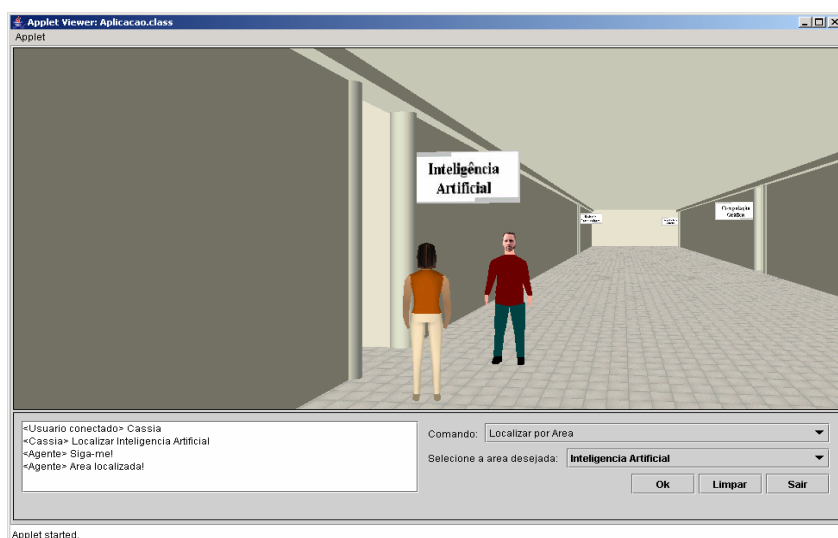 Applet Viewer: Aplicacao.class
Applet
Inteligência
Artificial
Computação
Gráfica
<Usuario conectado> Cassia
<Cassia> Localizar Inteligencia Artificial
<Agente> Siga-me!
<Agente> Area localizada!
Comando: Localizar por Area
Selecione a area desejada: Inteligencia Artificial
Ok Limpar Sair
Applet started.